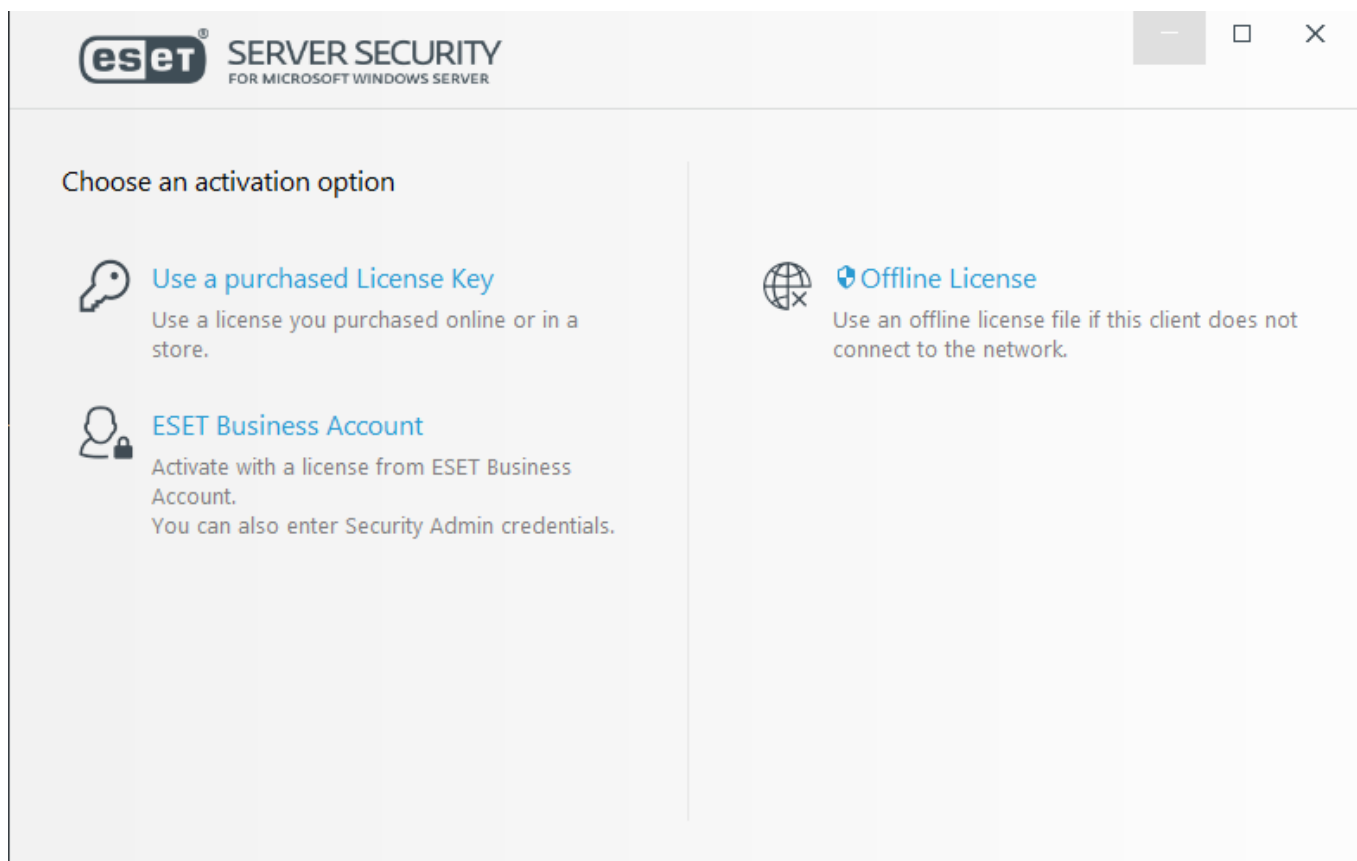 eset® SERVER SECURITY
FOR MICROSOFT WINDOWS SERVER
Choose an activation option
Use a purchased License Key
Use a license you purchased online or in a
store.
ESET Business Account
Activate with a license from ESET Business
Account.
You can also enter Security Admin credentials.
Offline License
Use an offline license file if this client does not
connect to the network.